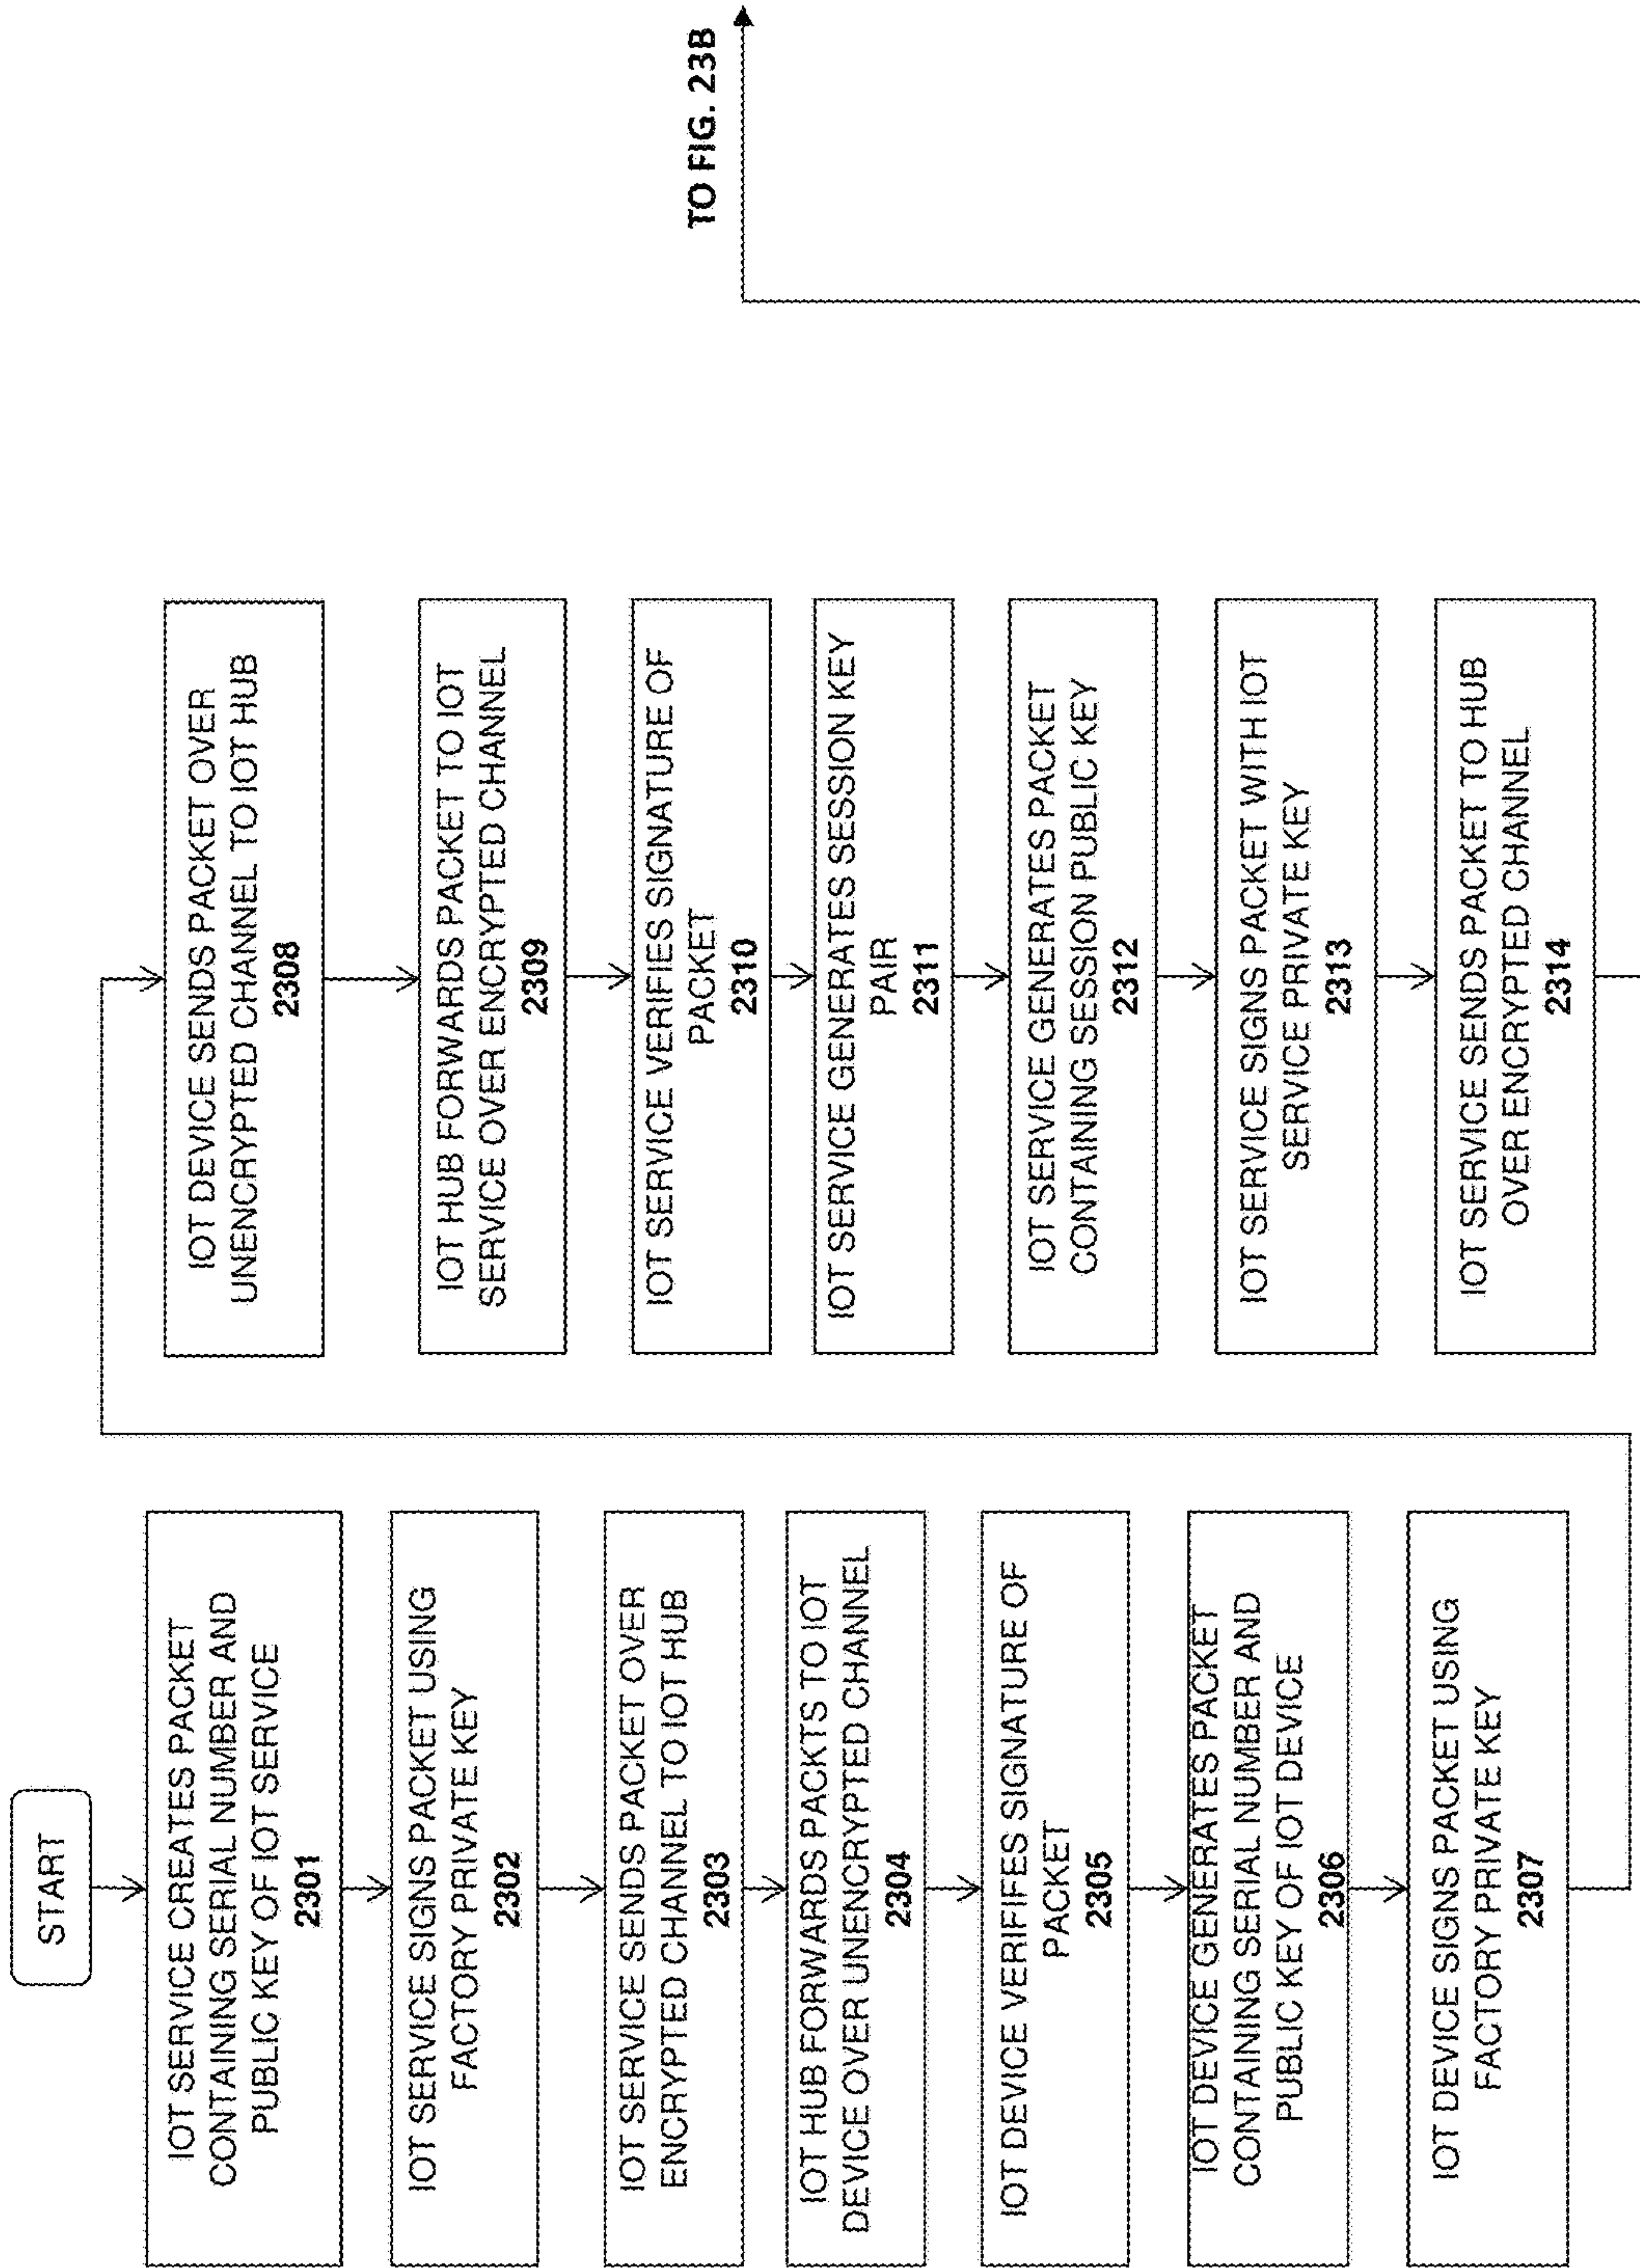 START
IOT SERVICE CREATES PACKET
CONTAINING SERIAL NUMBER AND
PUBLIC KEY OF IOT SERVICE
2301
IOT SERVICE SIGNS PACKET USING
FACTORY PRIVATE KEY
2302
IOT SERVICE SENDS PACKET OVER
ENCRYPTED CHANNEL TO IOT HUB
2303
IOT HUB FORWARDS PACKTS TO IOT
DEVICE OVER UNENCRYPTED CHANNEL
2304
IOT DEVICE VERIFIFES SIGNATURE OF
PACKET
2305
IOT DEVICE GENERATES PACKET
CONTAINING SERIAL NUMBER AND
PUBLIC KEY OF IOT DEVICE
2306
IOT DEVICE SIGNS PACKET USING
FACTORY PRIVATE KEY
2307
IOT DEVICE SENDS PACKET OVER
UNENCRYPTED CHANNEL TO IOT HUB
2308
IOT HUB FORWARDS PACKET TO IOT
SERVICE OVER ENCRYPTED CHANNEL
2309
IOT SERVICE VERIFIES SIGNATURE OF
PACKET
2310
IOT SERVICE GENERATES SESSION KEY
PAIR
2311
IOT SERVICE GENERATES PACKET
CONTAINING SESSION PUBLIC KEY
2312
IOT SERVICE SIGNS PACKET WITH IOT
SERVICE PRIVATE KEY
2313
IOT SERVICE SENDS PACKET TO HUB
OVER ENCRYPTED CHANNEL
2314
TO FIG. 23B